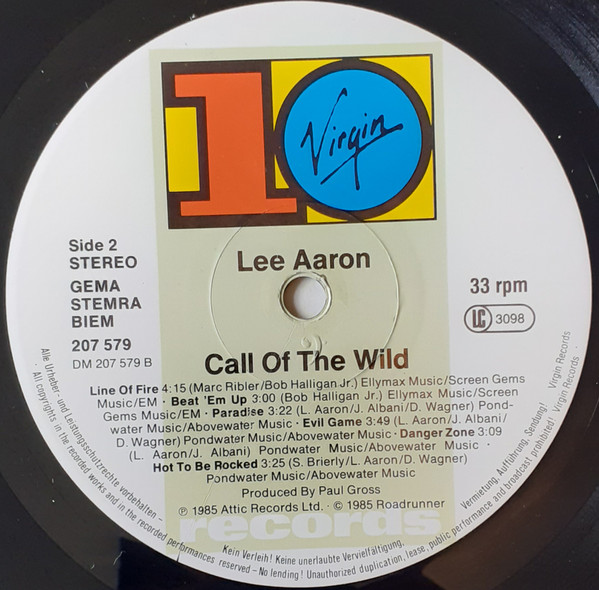 10
Virgin
Side 2
STEREO
GEMA
STEMRA
BIEM
207 579
DM 207 579 B
Lee Aaron
33 rpm
LC 3098
Call Of The Wild
Line Of Fire 4:15 (Marc Ribler/Bob Halligan Jr.) Ellymax Music/Screen Gems
Music/EM · Beat 'Em Up 3:00 (Bob Halligan Jr.) Ellymax Music/Screen
Gems Music/EM · Paradise 3:22 (L. Aaron/J. Albani/D. Wagner) Pond-
water Music/Abovewater Music · Evil Game 3:49 (L. Aaron/J. Albani/
D. Wagner) Pondwater Music/Abovewater Music · Danger Zone 3:09
(L. Aaron/J. Albani) Pondwater Music/Abovewater Music ·
Hot To Be Rocked 3:25 (S. Brierly/L. Aaron/D. Wagner)
Pondwater Music/Abovewater Music
Produced By Paul Gross
℗ 1985 Attic Records Ltd. · © 1985 Roadrunner
records
Alle Urheber- und Leistungsschutzrechte vorbehalten – Kein Verleih! Keine unerlaubte Vervielfältigung, Vermietung, Aufführung, Sendung! Virgin Records
· All copyrights in the recorded works and in the recorded performances reserved – No lending! Unauthorized duplication, lease, public performance and broadcast prohibited! Virgin Records ·